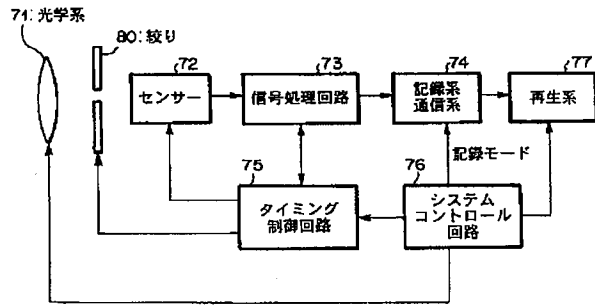 71:光学系
80:絞り
72
73
74
77
センサー
信号処理回路
記録系
通信系
再生系
記録モード
75
76
タイミング
制御回路
システム
コントロール
回路